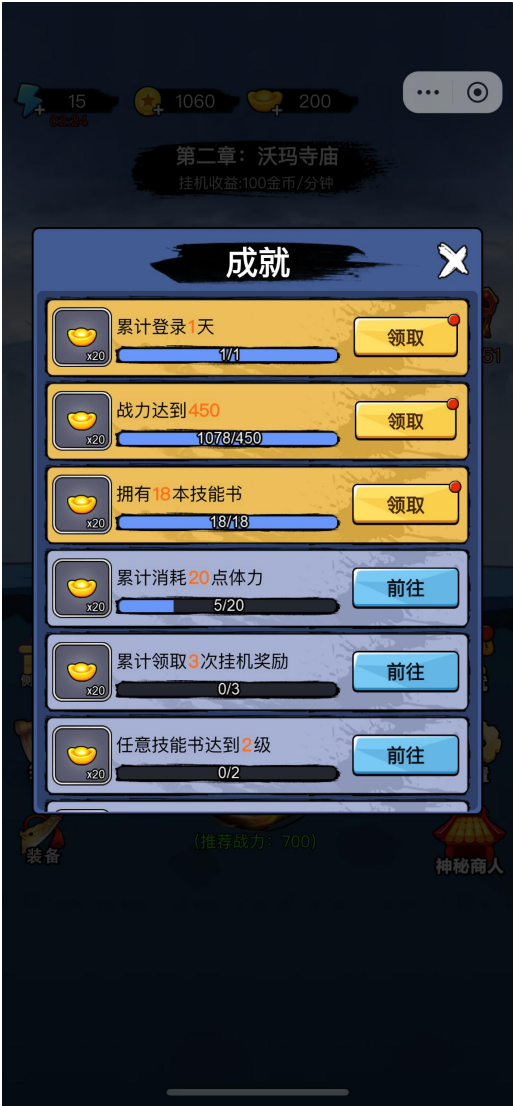 15
1060
200
02:24
第二章：沃玛寺庙
挂机收益:100金币/分钟
成就
累计登录1天
x20
1/1
领取
战力达到450
x20
1078/450
领取
拥有18本技能书
x20
18/18
领取
累计消耗20点体力
x20
5/20
前往
累计领取3次挂机奖励
x20
0/3
前往
任意技能书达到2级
x20
0/2
前往
(推荐战力：700)
装备
神秘商人